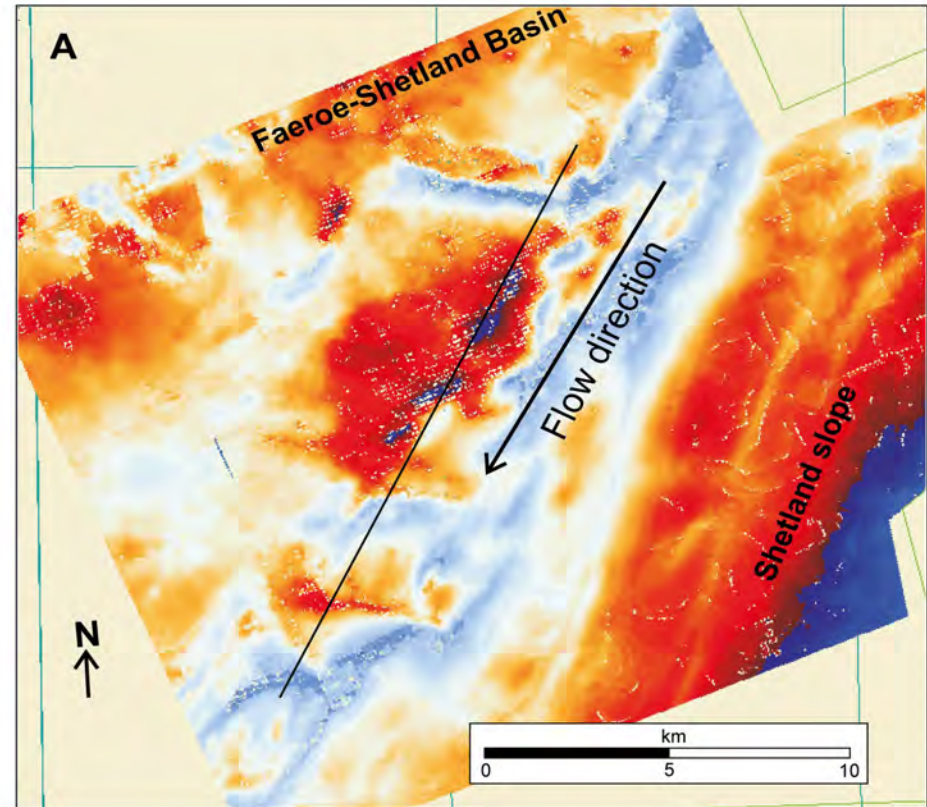 A
Faeroe-Shetland Basin
Flow direction
Shetland slope
N
km
0 5 10